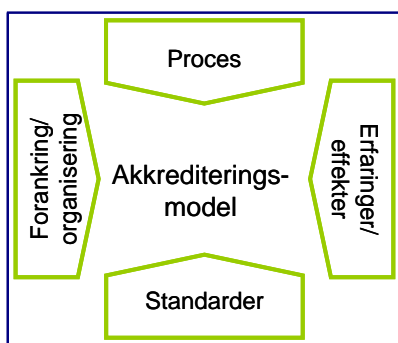 Proces
Forankring/
organisering
Akkrediterings-
model
Erfaringer/
effekter
Standarder